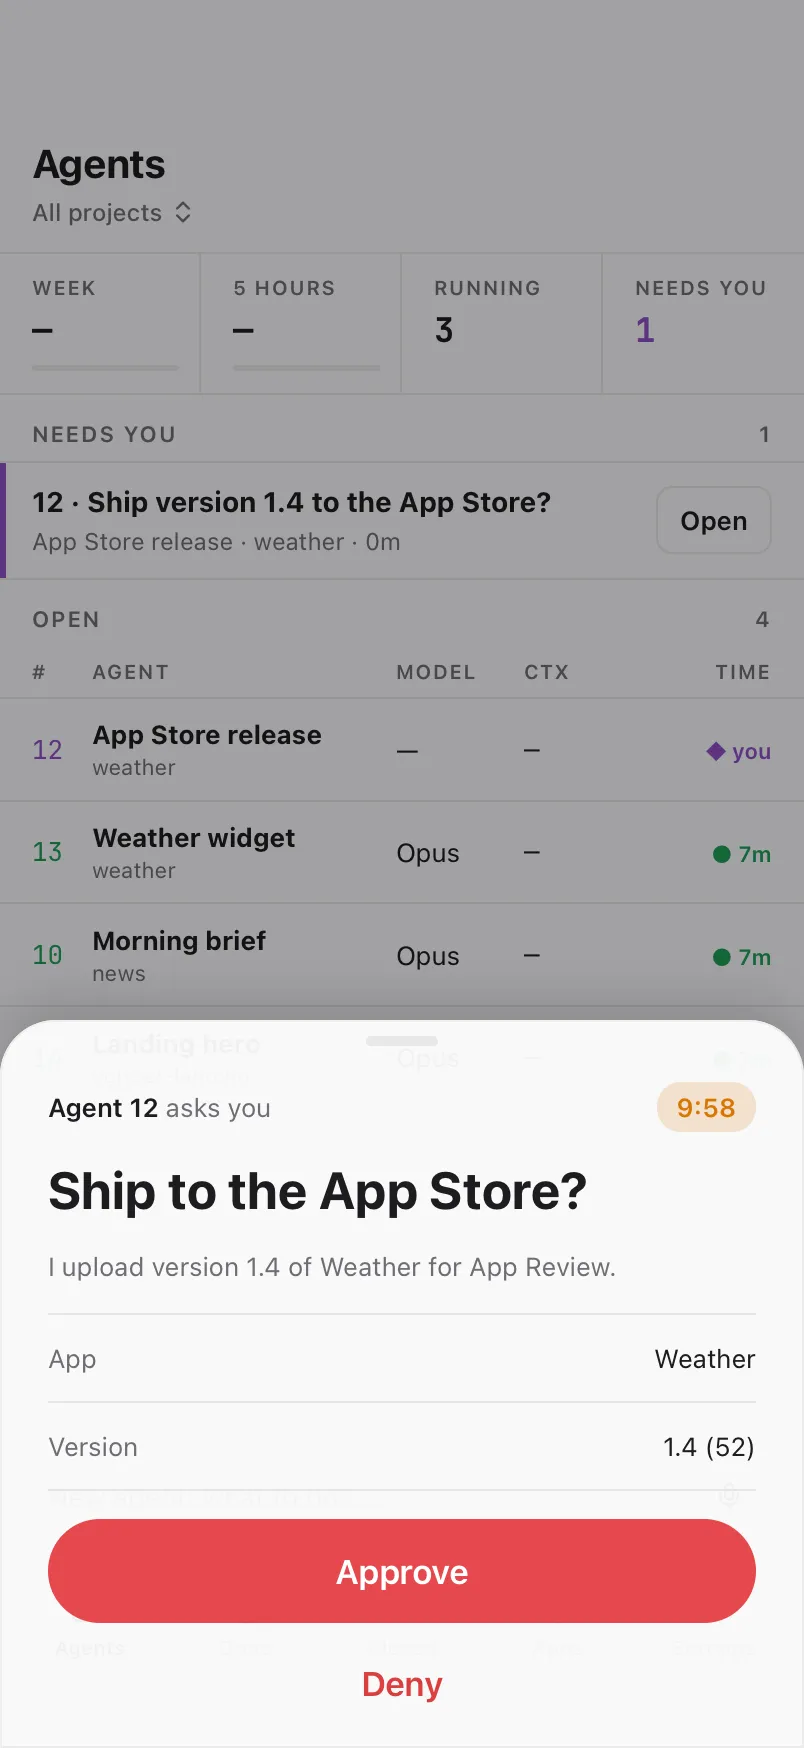 Agents
All projects
WEEK
–
5 HOURS
–
RUNNING
3
NEEDS YOU
1
NEEDS YOU 1
12 · Ship version 1.4 to the App Store?
App Store release · weather · 0m
Open
OPEN 4
# AGENT MODEL CTX TIME
12 App Store release — – ◆ you
weather
13 Weather widget Opus – ● 7m
weather
10 Morning brief Opus – ● 7m
news
Landing hero Opus –
Agent 12 asks you 9:58
Ship to the App Store?
I upload version 1.4 of Weather for App Review.
App Weather
Version 1.4 (52)
Approve
Agents
Deny